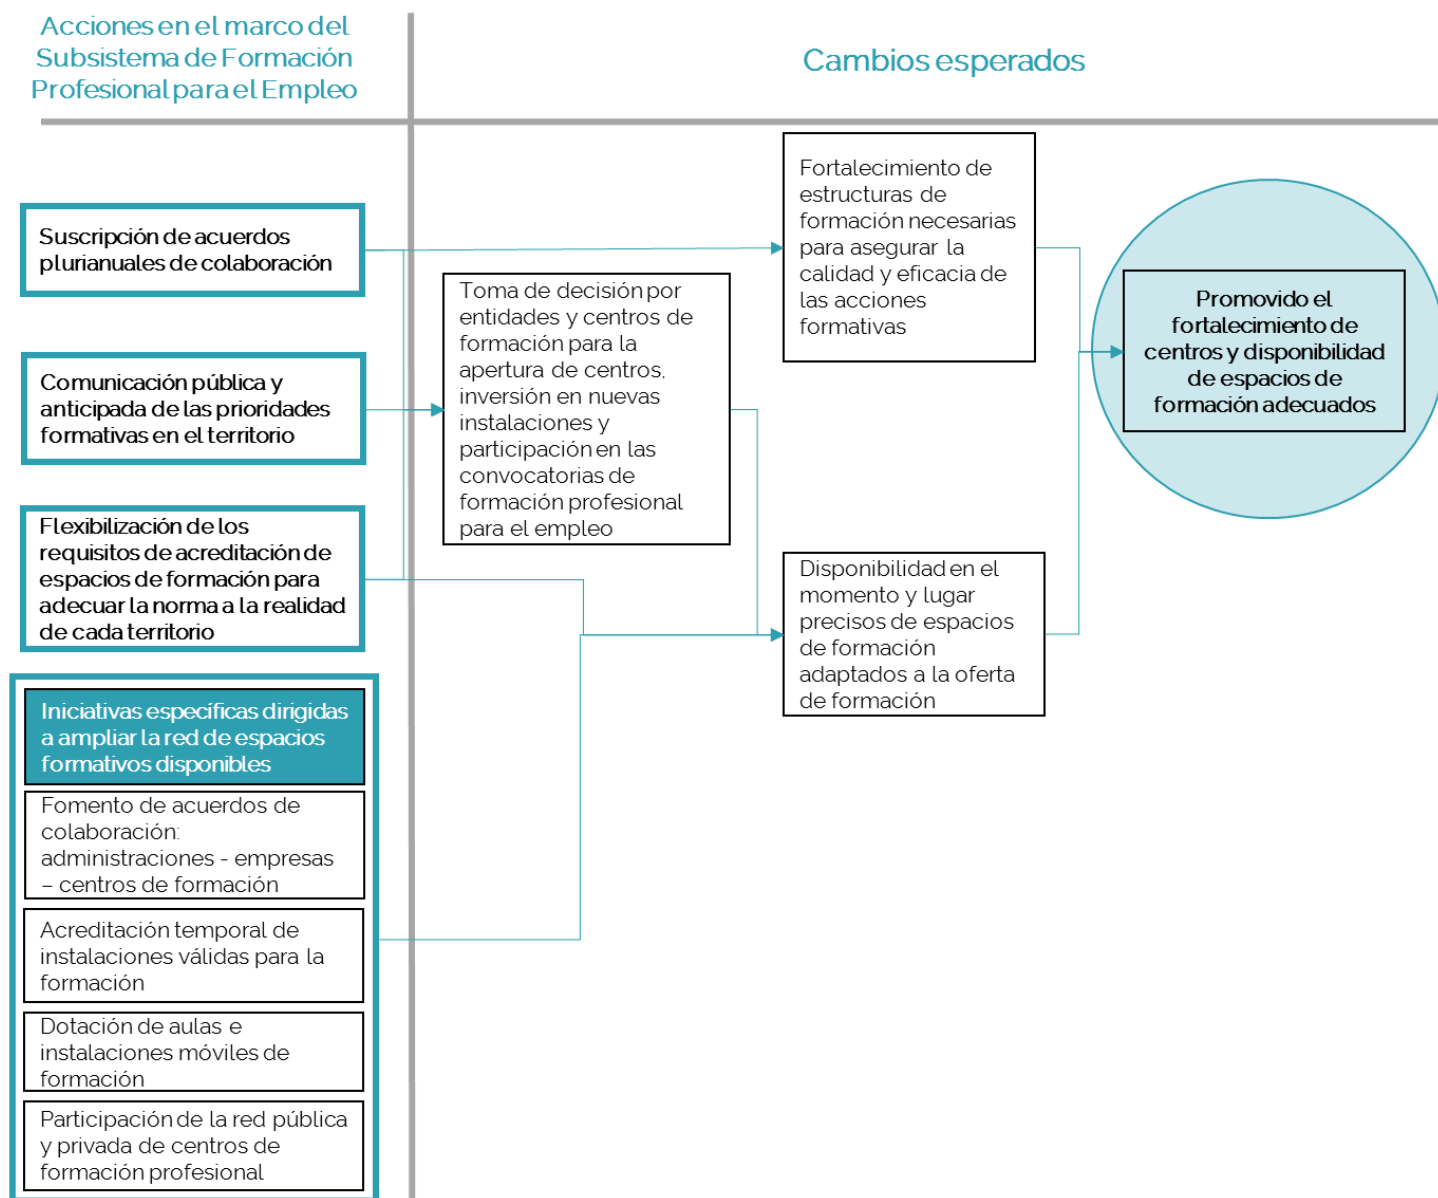 Acciones en el marco del
Subsistema de Formación
Profesional para el Empleo
Cambios esperados
Suscripción de acuerdos
plurianuales de colaboración
Comunicación pública y
anticipada de las prioridades
formativas en el territorio
Flexibilización de los
requisitos de acreditación de
espacios de formación para
adecuar la norma a la realidad
de cada territorio
Iniciativas específicas dirigidas
a ampliar la red de espacios
formativos disponibles
Fomento de acuerdos de
colaboración:
administraciones - empresas
– centros de formación
Acreditación temporal de
instalaciones válidas para la
formación
Dotación de aulas e
instalaciones móviles de
formación
Participación de la red pública
y privada de centros de
formación profesional
Toma de decisión por
entidades y centros de
formación para la
apertura de centros,
inversión en nuevas
instalaciones y
participación en las
convocatorias de
formación profesional
para el empleo
Fortalecimiento de
estructuras de
formación necesarias
para asegurar la
calidad y eficacia de
las acciones
formativas
Disponibilidad en el
momento y lugar
precisos de espacios
de formación
adaptados a la oferta
de formación
Promovido el
fortalecimiento de
centros y disponibilidad
de espacios de
formación adecuados